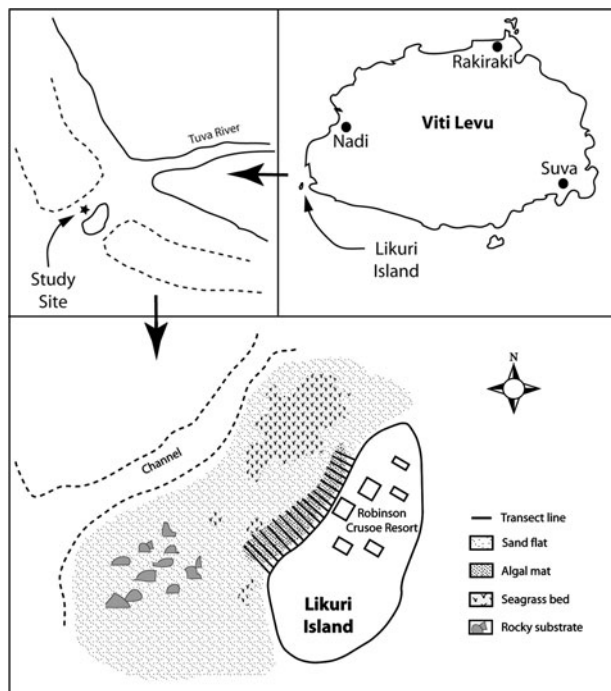 Tuva River
Study
Site
Rakiraki
Viti Levu
Nadi
Suva
Likuri
Island
Channel
N
Robinson
Crusoe Resort
Likuri
Island
Transect line
Sand flat
Algal mat
Seagrass bed
Rocky substrate